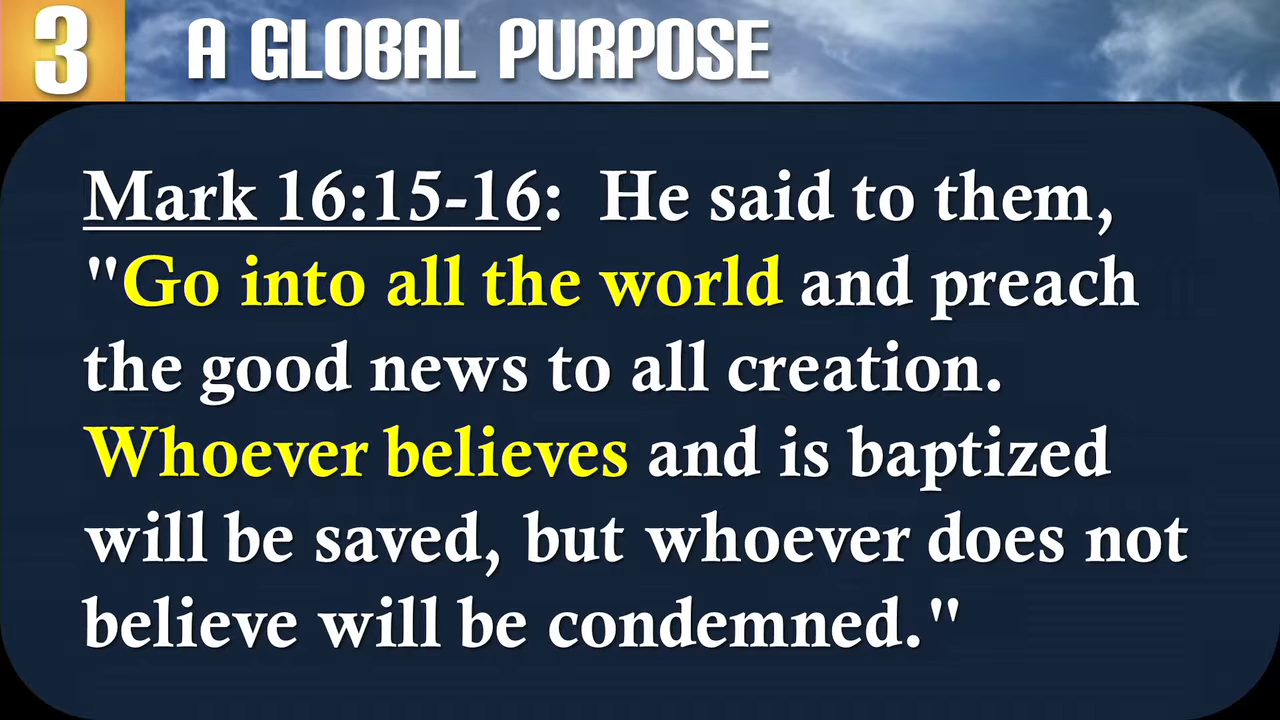 3 A GLOBAL PURPOSE
Mark 16:15-16: He said to them,
"Go into all the world and preach
the good news to all creation.
Whoever believes and is baptized
will be saved, but whoever does not
believe will be condemned."